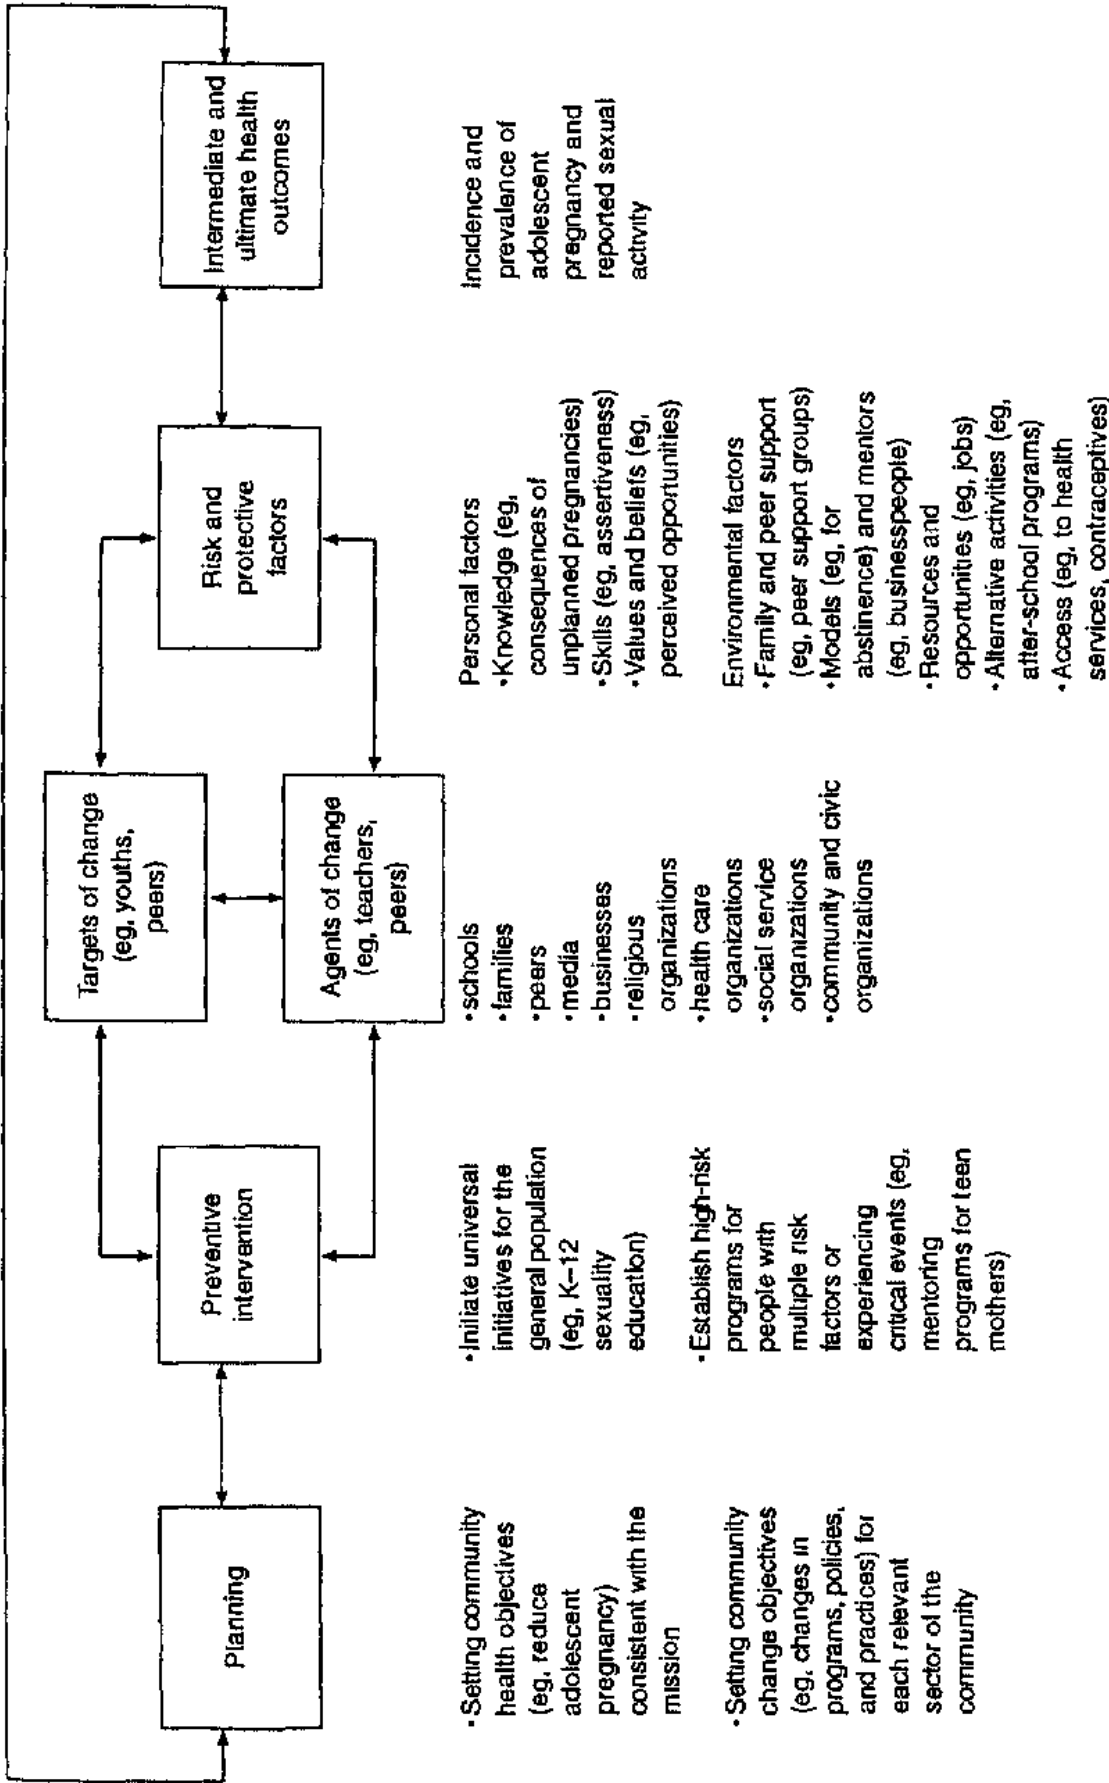 Planning
Preventive
intervention
Targets of change
(eg, youths,
peers)
Agents of change
(eg, teachers,
peers)
Risk and
protective
factors
Intermediate and
ultimate health
outcomes
•Setting community
health objectives
(eg, reduce
adolescent
pregnancy)
consistent with the
mission
•Setting community
change objectives
(eg, changes in
programs, policies,
and practices) for
each relevant
sector of the
community
•Initiate universal
initiatives for the
general population
(eg, K–12
sexuality
education)
•Establish high-risk
programs for
people with
multiple risk
factors or
experiencing
critical events (eg,
mentoring
programs for teen
mothers)
•schools
•families
•peers
•media
•businesses
•religious
organizations
•health care
organizations
•social service
organizations
•community and civic
organizations
Personal factors
•Knowledge (eg,
consequences of
unplanned pregnancies)
•Skills (eg, assertiveness)
•Values and beliefs (eg,
perceived opportunities)
Environmental factors
•Family and peer support
(eg, peer support groups)
•Models (eg, for
abstinence) and mentors
(eg, businesspeople)
•Resources and
opportunities (eg, jobs)
•Alternative activities (eg,
after-school programs)
•Access (eg, to health
services, contraceptives)
Incidence and
prevalence of
adolescent
pregnancy and
reported sexual
activity